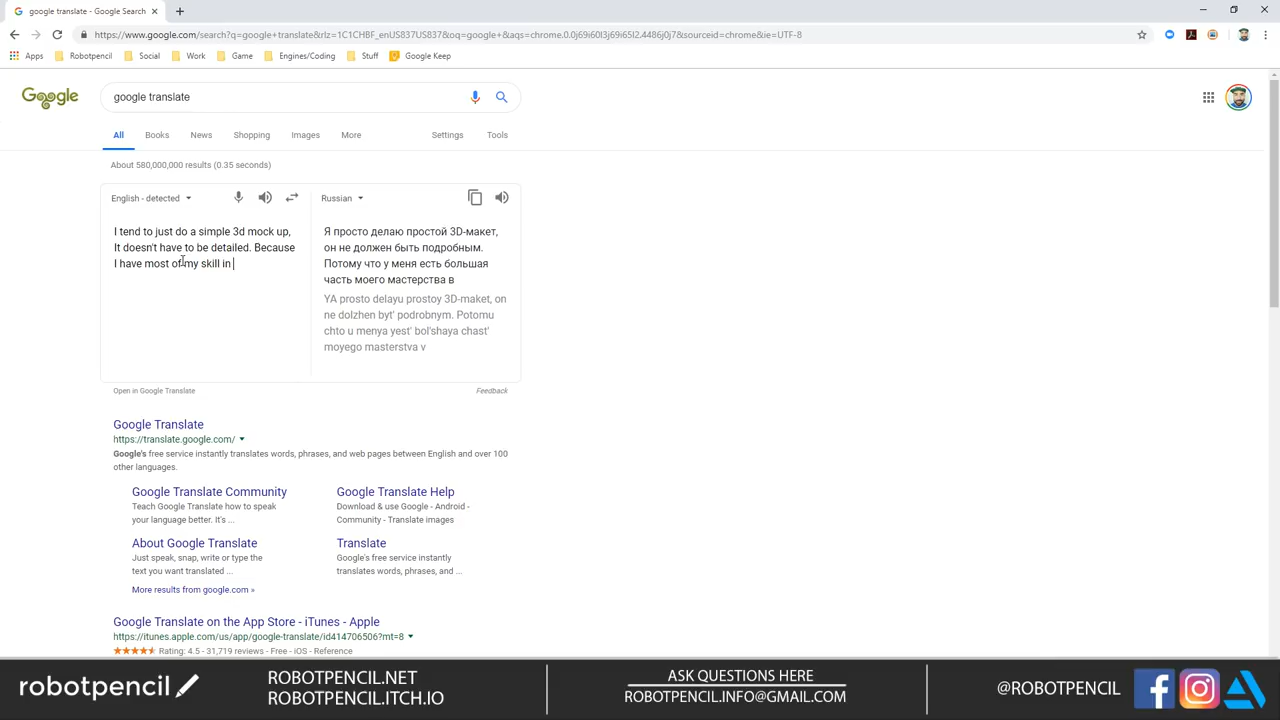 google translate - Google Search
https://www.google.com/search?q=google+translate&rlz=1C1CHBF_enUS837US837&oq=google+&aqs=chrome.0.0j69i60l3j69i65l2.4486j0j7&sourceid=chrome&ie=UTF-8
Apps Robotpencil Social Work Game Engines/Coding Stuff Google Keep
Google google translate
All Books News Shopping Images More Settings Tools
About 580,000,000 results (0.35 seconds)
English - detected Russian
I tend to just do a simple 3d mock up,
It doesn't have to be detailed. Because
I have most of my skill in
Я просто делаю простой 3D-макет,
он не должен быть подробным.
Потому что у меня есть большая
часть моего мастерства в
YA prosto delayu prostoy 3D-maket, on
ne dolzhen byt' podrobnym. Potomu
chto u menya yest' bol'shaya chast'
moyego masterstva v
Open in Google Translate Feedback
Google Translate
https://translate.google.com/
Google's free service instantly translates words, phrases, and web pages between English and over 100
other languages.
Google Translate Community
Teach Google Translate how to speak
your language better. It's ...
Google Translate Help
Download & use Google - Android -
Community - Translate images
About Google Translate
Just speak, snap, write or type the
text you want translated ...
Translate
Google's free service instantly
translates words, phrases, and ...
More results from google.com »
Google Translate on the App Store - iTunes - Apple
https://itunes.apple.com/us/app/google-translate/id414706506?mt=8
Rating: 4.5 - 31,719 reviews - Free - iOS - Reference
robotpencil
ROBOTPENCIL.NET
ROBOTPENCIL.ITCH.IO
ASK QUESTIONS HERE
ROBOTPENCIL.INFO@GMAIL.COM
@ROBOTPENCIL